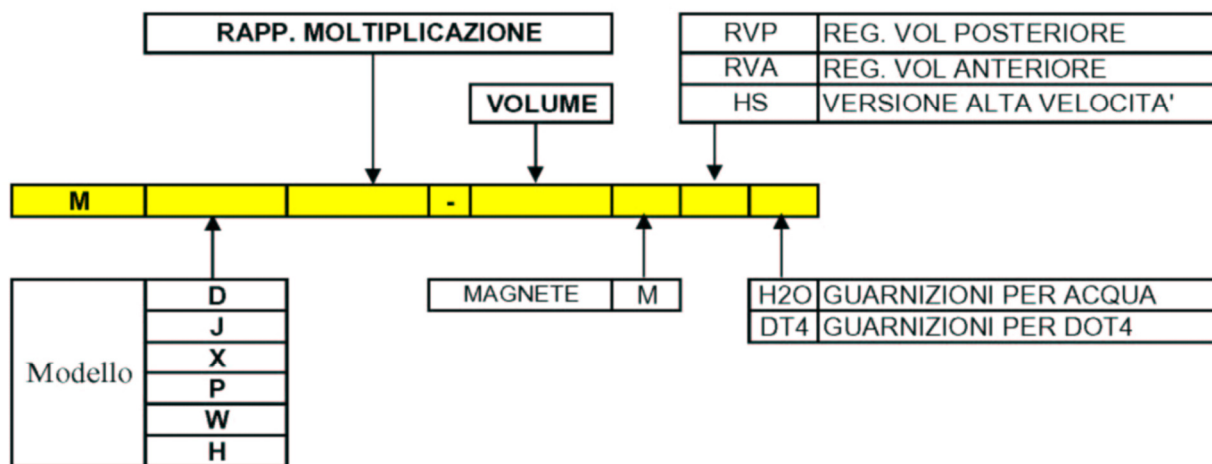 RAPP. MOLTIPLICAZIONE
RVP REG. VOL POSTERIORE
RVA REG. VOL ANTERIORE
VOLUME
HS VERSIONE ALTA VELOCITA'
M -
Modello
D
J
X
P
W
H
MAGNETE M
H2O GUARNIZIONI PER ACQUA
DT4 GUARNIZIONI PER DOT4